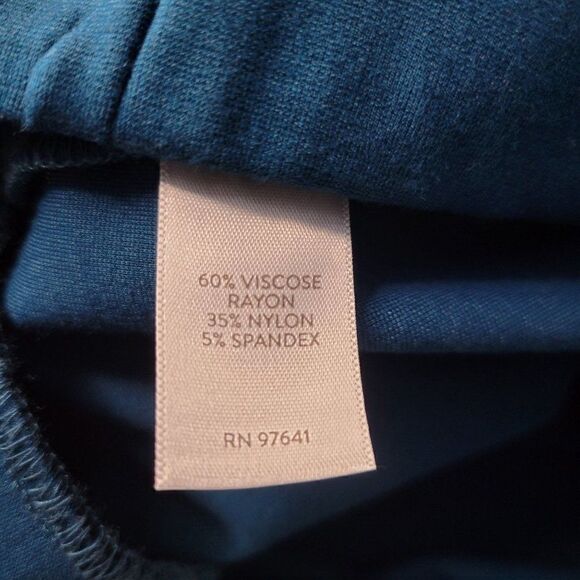 60% VISCOSE
RAYON
35% NYLON
5% SPANDEX
RN 97641